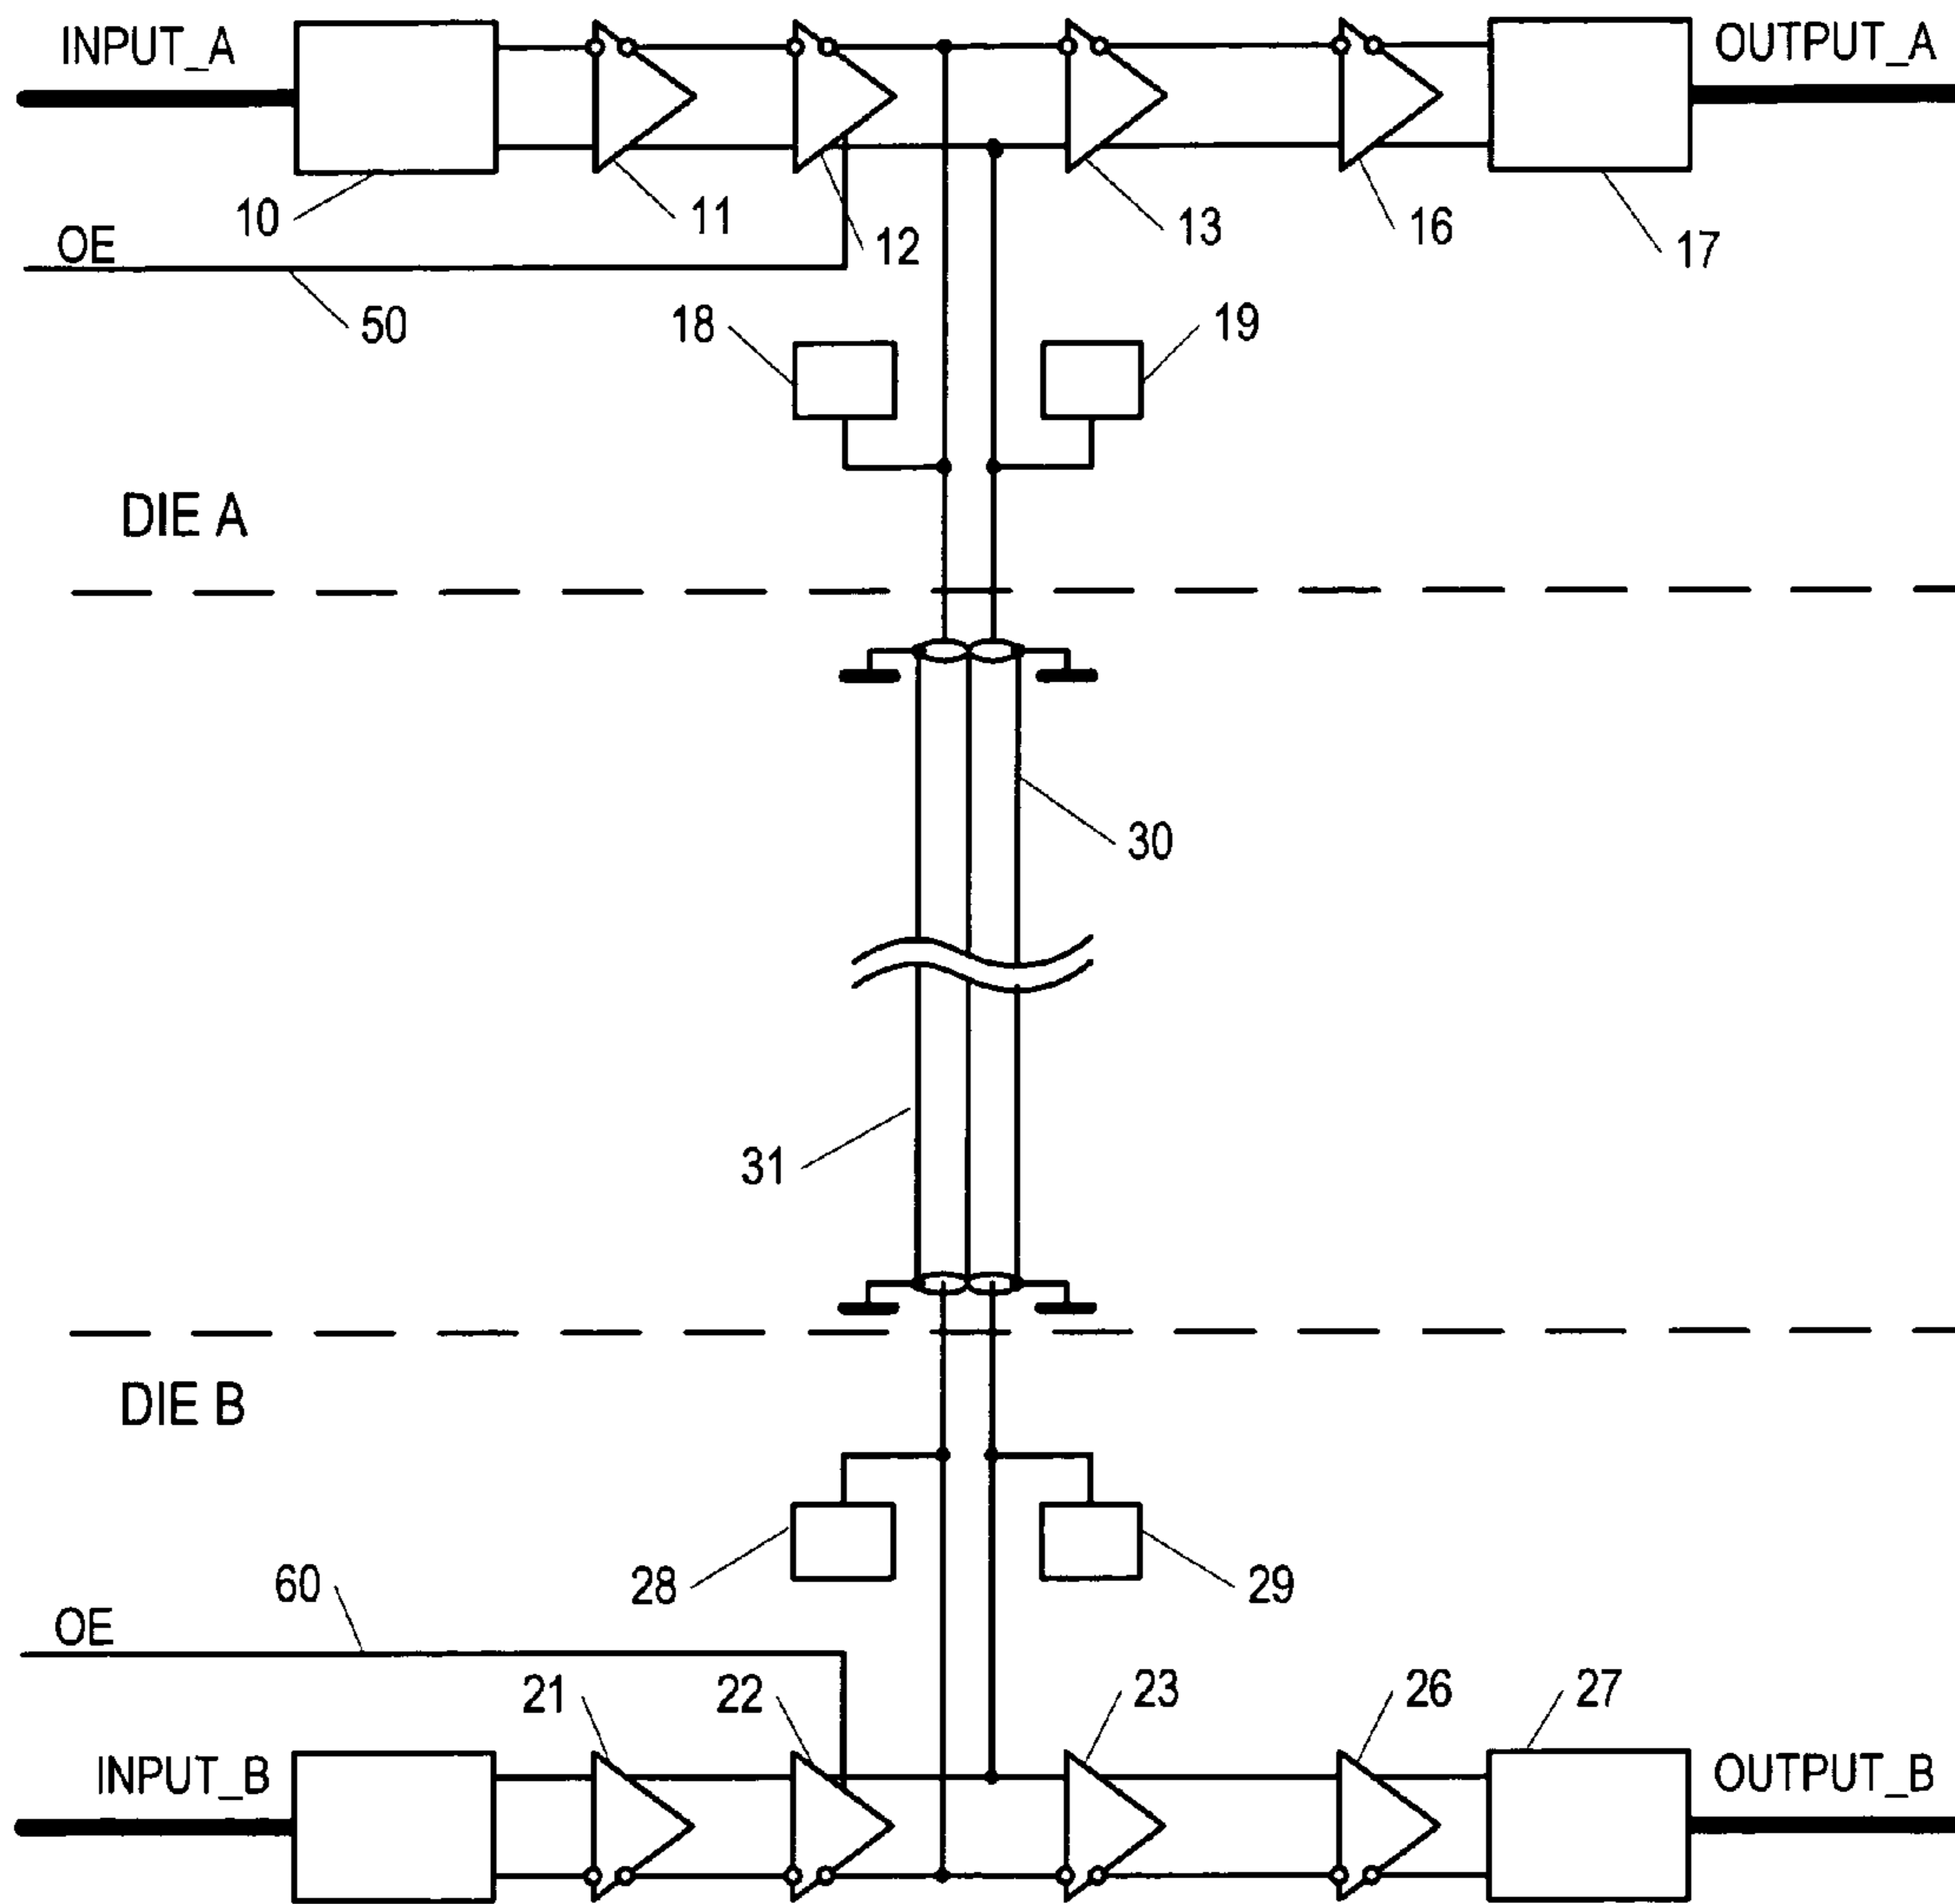 INPUT_A
OUTPUT_A
10
11
12
13
16
17
OE
50
18
19
DIE A
30
31
DIE B
28
29
60
OE
21
22
23
26
27
INPUT_B
OUTPUT_B